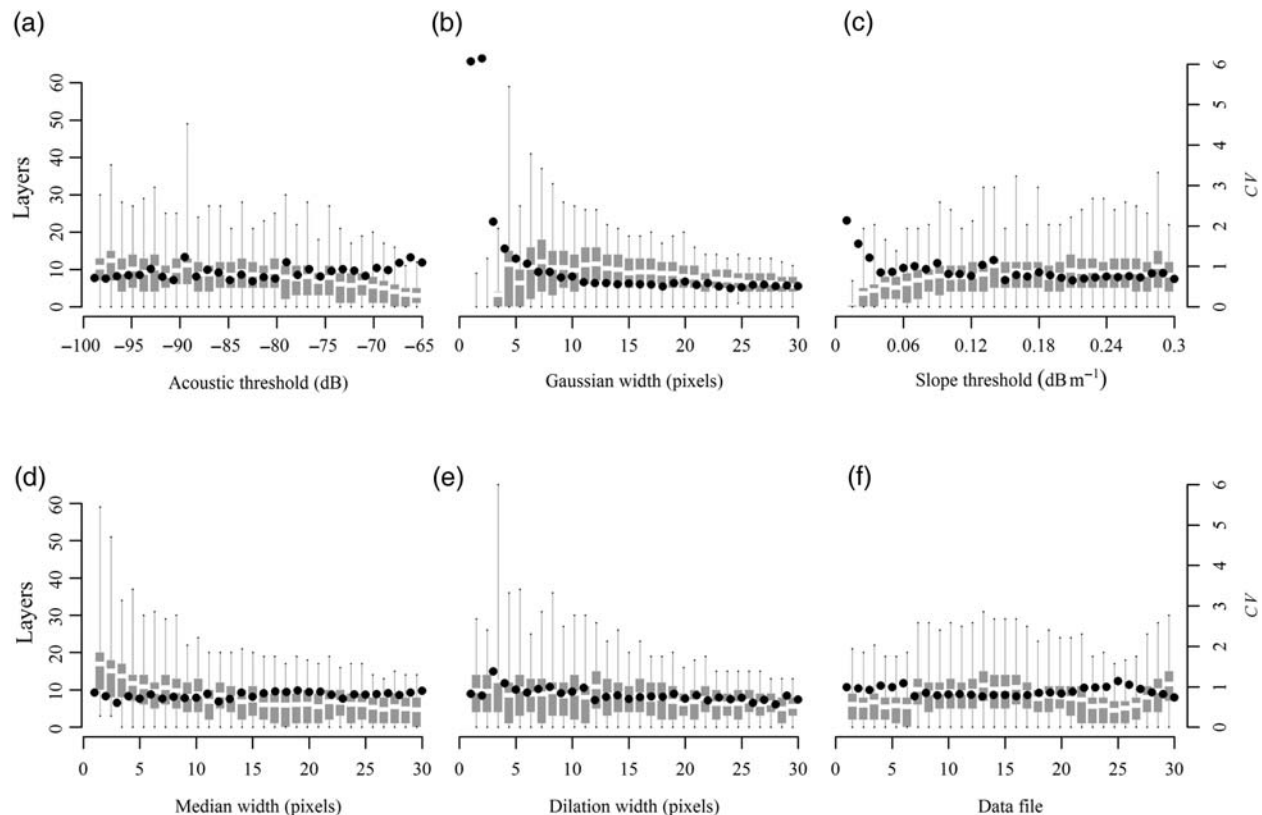 (a)
(b)
(c)
Layers
0 10 20 30 40 50 60
−100 −95 −90 −85 −80 −75 −70 −65
Acoustic threshold (dB)
0 5 10 15 20 25 30
Gaussian width (pixels)
0 0.06 0.12 0.18 0.24 0.3
Slope threshold (dB m−1)
0 1 2 3 4 5 6
CV
(d)
(e)
(f)
Layers
0 10 20 30 40 50 60
0 5 10 15 20 25 30
Median width (pixels)
0 5 10 15 20 25 30
Dilation width (pixels)
0 5 10 15 20 25 30
Data file
0 1 2 3 4 5 6
CV